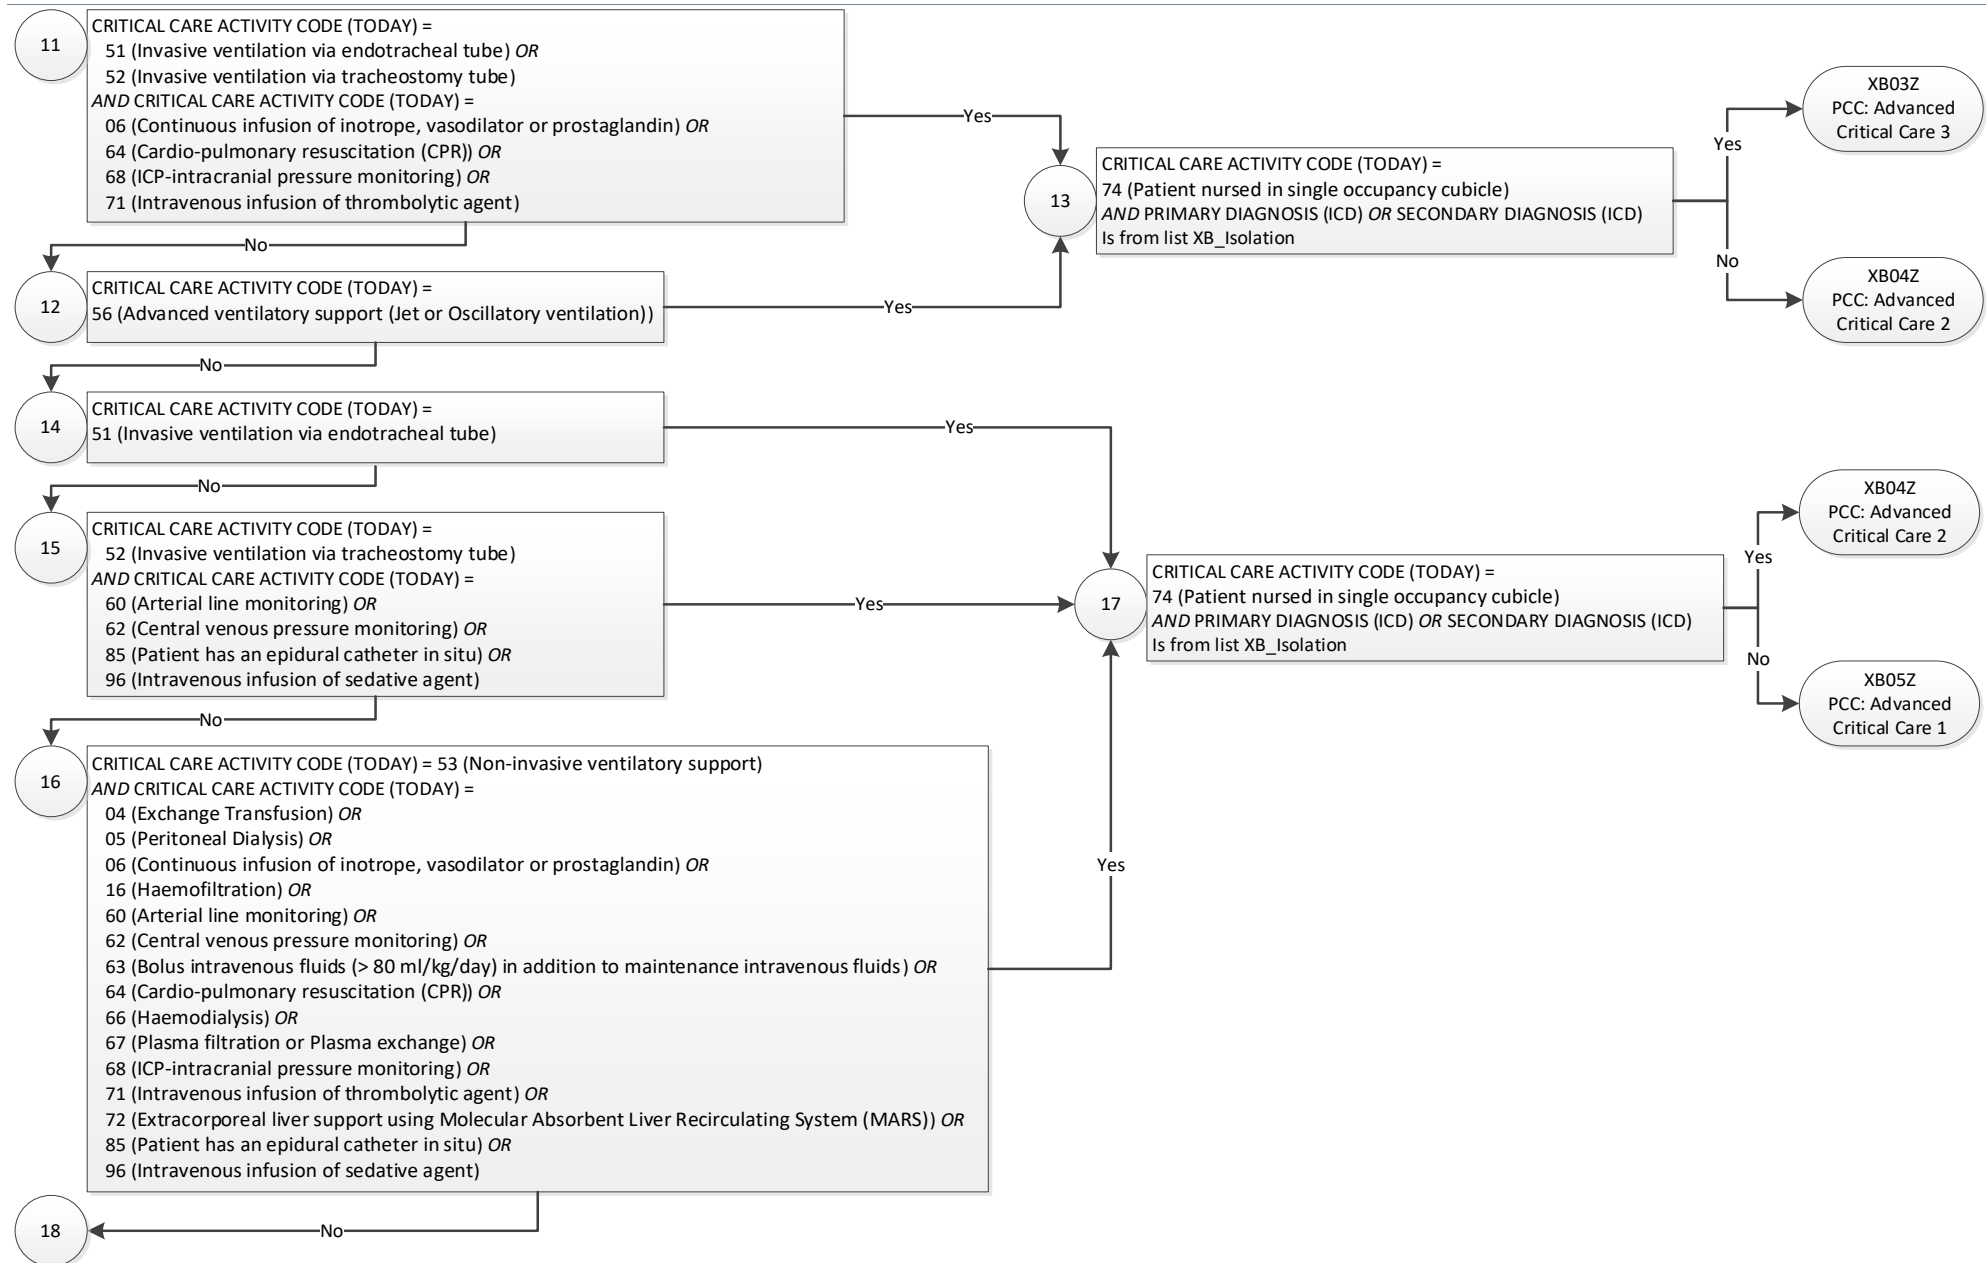 11
CRITICAL CARE ACTIVITY CODE (TODAY) =
51 (Invasive ventilation via endotracheal tube) OR
52 (Invasive ventilation via tracheostomy tube)
AND CRITICAL CARE ACTIVITY CODE (TODAY) =
06 (Continuous infusion of inotrope, vasodilator or prostaglandin) OR
64 (Cardio-pulmonary resuscitation (CPR)) OR
68 (ICP-intracranial pressure monitoring) OR
71 (Intravenous infusion of thrombolytic agent)
Yes
No
13
CRITICAL CARE ACTIVITY CODE (TODAY) =
74 (Patient nursed in single occupancy cubicle)
AND PRIMARY DIAGNOSIS (ICD) OR SECONDARY DIAGNOSIS (ICD)
Is from list XB_Isolation
Yes
XB03Z
PCC: Advanced
Critical Care 3
No
XB04Z
PCC: Advanced
Critical Care 2
12
CRITICAL CARE ACTIVITY CODE (TODAY) =
56 (Advanced ventilatory support (Jet or Oscillatory ventilation))
Yes
No
14
CRITICAL CARE ACTIVITY CODE (TODAY) =
51 (Invasive ventilation via endotracheal tube)
Yes
No
15
CRITICAL CARE ACTIVITY CODE (TODAY) =
52 (Invasive ventilation via tracheostomy tube)
AND CRITICAL CARE ACTIVITY CODE (TODAY) =
60 (Arterial line monitoring) OR
62 (Central venous pressure monitoring) OR
85 (Patient has an epidural catheter in situ) OR
96 (Intravenous infusion of sedative agent)
Yes
No
17
CRITICAL CARE ACTIVITY CODE (TODAY) =
74 (Patient nursed in single occupancy cubicle)
AND PRIMARY DIAGNOSIS (ICD) OR SECONDARY DIAGNOSIS (ICD)
Is from list XB_Isolation
Yes
XB04Z
PCC: Advanced
Critical Care 2
No
XB05Z
PCC: Advanced
Critical Care 1
16
CRITICAL CARE ACTIVITY CODE (TODAY) = 53 (Non-invasive ventilatory support)
AND CRITICAL CARE ACTIVITY CODE (TODAY) =
04 (Exchange Transfusion) OR
05 (Peritoneal Dialysis) OR
06 (Continuous infusion of inotrope, vasodilator or prostaglandin) OR
16 (Haemofiltration) OR
60 (Arterial line monitoring) OR
62 (Central venous pressure monitoring) OR
63 (Bolus intravenous fluids (> 80 ml/kg/day) in addition to maintenance intravenous fluids) OR
64 (Cardio-pulmonary resuscitation (CPR)) OR
66 (Haemodialysis) OR
67 (Plasma filtration or Plasma exchange) OR
68 (ICP-intracranial pressure monitoring) OR
71 (Intravenous infusion of thrombolytic agent) OR
72 (Extracorporeal liver support using Molecular Absorbent Liver Recirculating System (MARS)) OR
85 (Patient has an epidural catheter in situ) OR
96 (Intravenous infusion of sedative agent)
Yes
No
18